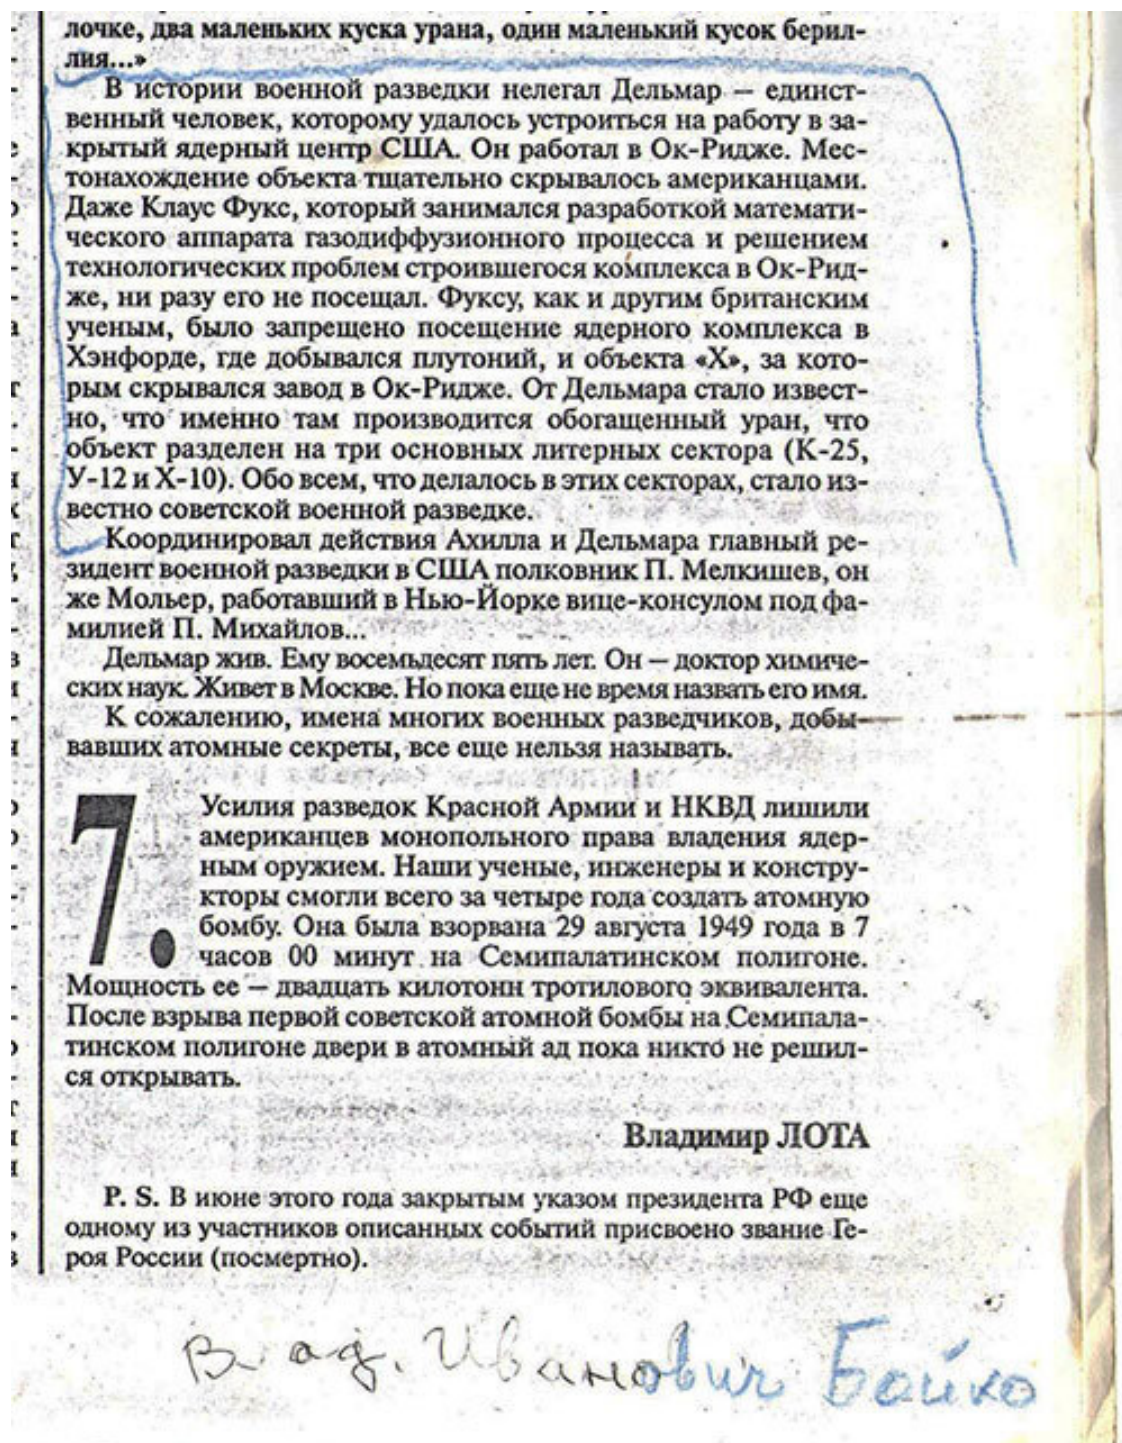 лочке, два маленьких куска урана, один маленький кусок берил-
лия...»
В истории военной разведки нелегал Дельмар — единст-
венный человек, которому удалось устроиться на работу в за-
крытый ядерный центр США. Он работал в Ок-Ридже. Мес-
тонахождение объекта тщательно скрывалось американцами.
Даже Клаус Фукс, который занимался разработкой математи-
ческого аппарата газодиффузионного процесса и решением
технологических проблем строившегося комплекса в Ок-Рид-
же, ни разу его не посещал. Фуксу, как и другим британским
ученым, было запрещено посещение ядерного комплекса в
Хэнфорде, где добывался плутоний, и объекта «Х», за кото-
рым скрывался завод в Ок-Ридже. От Дельмара стало извест-
но, что именно там производится обогащенный уран, что
объект разделен на три основных литерных сектора (К-25,
У-12 и Х-10). Обо всем, что делалось в этих секторах, стало из-
вестно советской военной разведке.
Координировал действия Ахилла и Дельмара главный ре-
зидент военной разведки в США полковник П. Мелкишев, он
же Мольер, работавший в Нью-Йорке вице-консулом под фа-
милией П. Михайлов...
Дельмар жив. Ему восемьдесят пять лет. Он — доктор химиче-
ских наук. Живет в Москве. Но пока еще не время назвать его имя.
К сожалению, имена многих военных разведчиков, добы-
вавших атомные секреты, все еще нельзя называть.
7. Усилия разведок Красной Армии и НКВД лишили
американцев монопольного права владения ядер-
ным оружием. Наши ученые, инженеры и констру-
кторы смогли всего за четыре года создать атомную
бомбу. Она была взорвана 29 августа 1949 года в 7
часов 00 минут на Семипалатинском полигоне.
Мощность ее — двадцать килотонн тротилового эквивалента.
После взрыва первой советской атомной бомбы на Семипала-
тинском полигоне двери в атомный ад пока никто не решил-
ся открывать.
Владимир ЛОТА
P. S. В июне этого года закрытым указом президента РФ еще
одному из участников описанных событий присвоено звание Ге-
роя России (посмертно).
Влад. Иванович Бойко